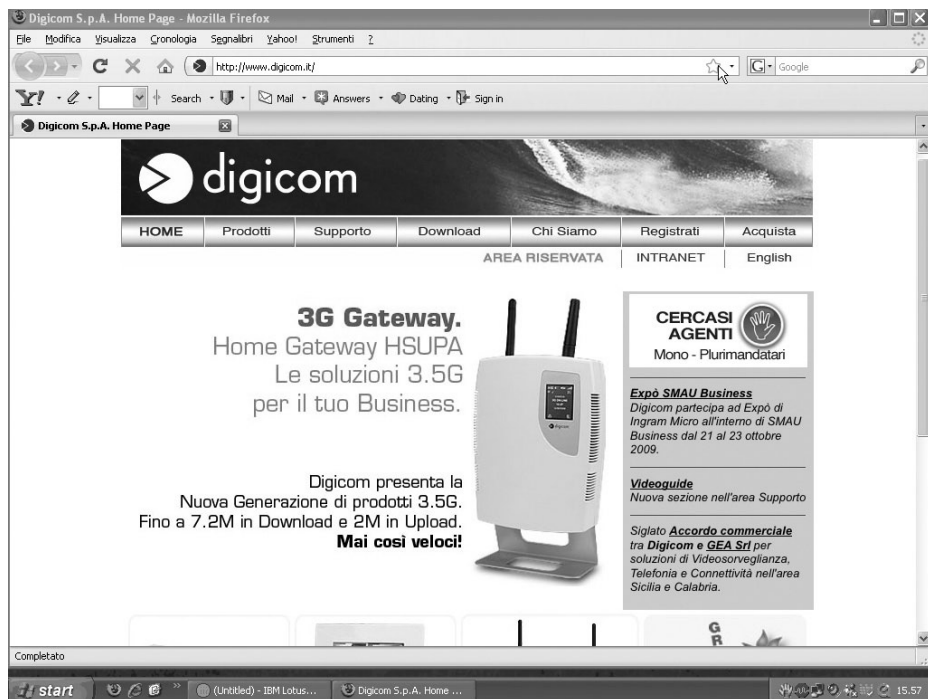 Digicom S.p.A. Home Page - Mozilla Firefox
File Modifica Visualizza Cronologia Segnalibri Yahoo! Strumenti ?
http://www.digicom.it/
G Google
Y! Search Mail Answers Dating Sign in
Digicom S.p.A. Home Page
digicom
HOME Prodotti Supporto Download Chi Siamo Registrati Acquista
AREA RISERVATA INTRANET English
3G Gateway.
Home Gateway HSUPA
Le soluzioni 3.5G
per il tuo Business.
Digicom presenta la
Nuova Generazione di prodotti 3.5G.
Fino a 7.2M in Download e 2M in Upload.
Mai così veloci!
CERCASI
AGENTI
Mono - Plurimandatari
Expò SMAU Business
Digicom partecipa ad Expò di
Ingram Micro all'interno di SMAU
Business dal 21 al 23 ottobre
2009.
Videoguide
Nuova sezione nell'area Supporto
Siglato Accordo commerciale
tra Digicom e GEA Srl per
soluzioni di Videosorveglianza,
Telefonia e Connettività nell'area
Sicilia e Calabria.
G
R
Completato
start (Untitled) - IBM Lotus... Digicom S.p.A. Home ... 15.57